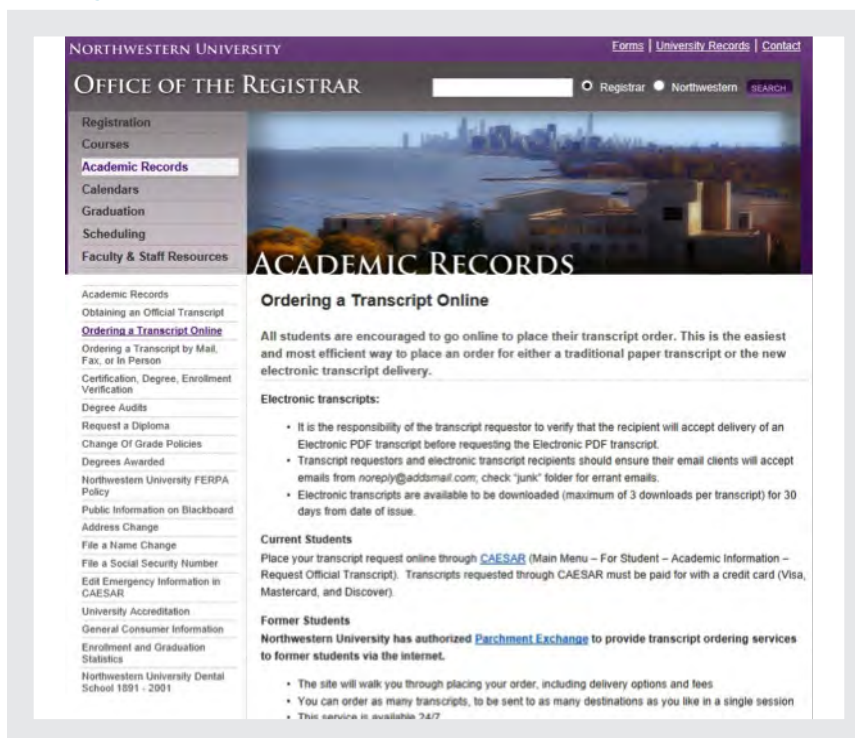 NORTHWESTERN UNIVERSITY
Forms | University Records | Contact
OFFICE OF THE REGISTRAR
Registrar Northwestern SEARCH
Registration
Courses
Academic Records
Calendars
Graduation
Scheduling
Faculty & Staff Resources
ACADEMIC RECORDS
Academic Records
Obtaining an Official Transcript
Ordering a Transcript Online
Ordering a Transcript by Mail,
Fax, or In Person
Certification, Degree, Enrollment
Verification
Degree Audits
Request a Diploma
Change Of Grade Policies
Degrees Awarded
Northwestern University FERPA
Policy
Public Information on Blackboard
Address Change
File a Name Change
File a Social Security Number
Edit Emergency Information in
CAESAR
University Accreditation
General Consumer Information
Enrollment and Graduation
Statistics
Northwestern University Dental
School 1891 - 2001
Ordering a Transcript Online
All students are encouraged to go online to place their transcript order. This is the easiest
and most efficient way to place an order for either a traditional paper transcript or the new
electronic transcript delivery.
Electronic transcripts:
• It is the responsibility of the transcript requestor to verify that the recipient will accept delivery of an
Electronic PDF transcript before requesting the Electronic PDF transcript.
• Transcript requestors and electronic transcript recipients should ensure their email clients will accept
emails from noreply@addsmail.com; check "junk" folder for errant emails.
• Electronic transcripts are available to be downloaded (maximum of 3 downloads per transcript) for 30
days from date of issue.
Current Students
Place your transcript request online through CAESAR (Main Menu – For Student – Academic Information –
Request Official Transcript). Transcripts requested through CAESAR must be paid for with a credit card (Visa,
Mastercard, and Discover).
Former Students
Northwestern University has authorized Parchment Exchange to provide transcript ordering services
to former students via the internet.
• The site will walk you through placing your order, including delivery options and fees
• You can order as many transcripts, to be sent to as many destinations as you like in a single session
• This service is available 24/7